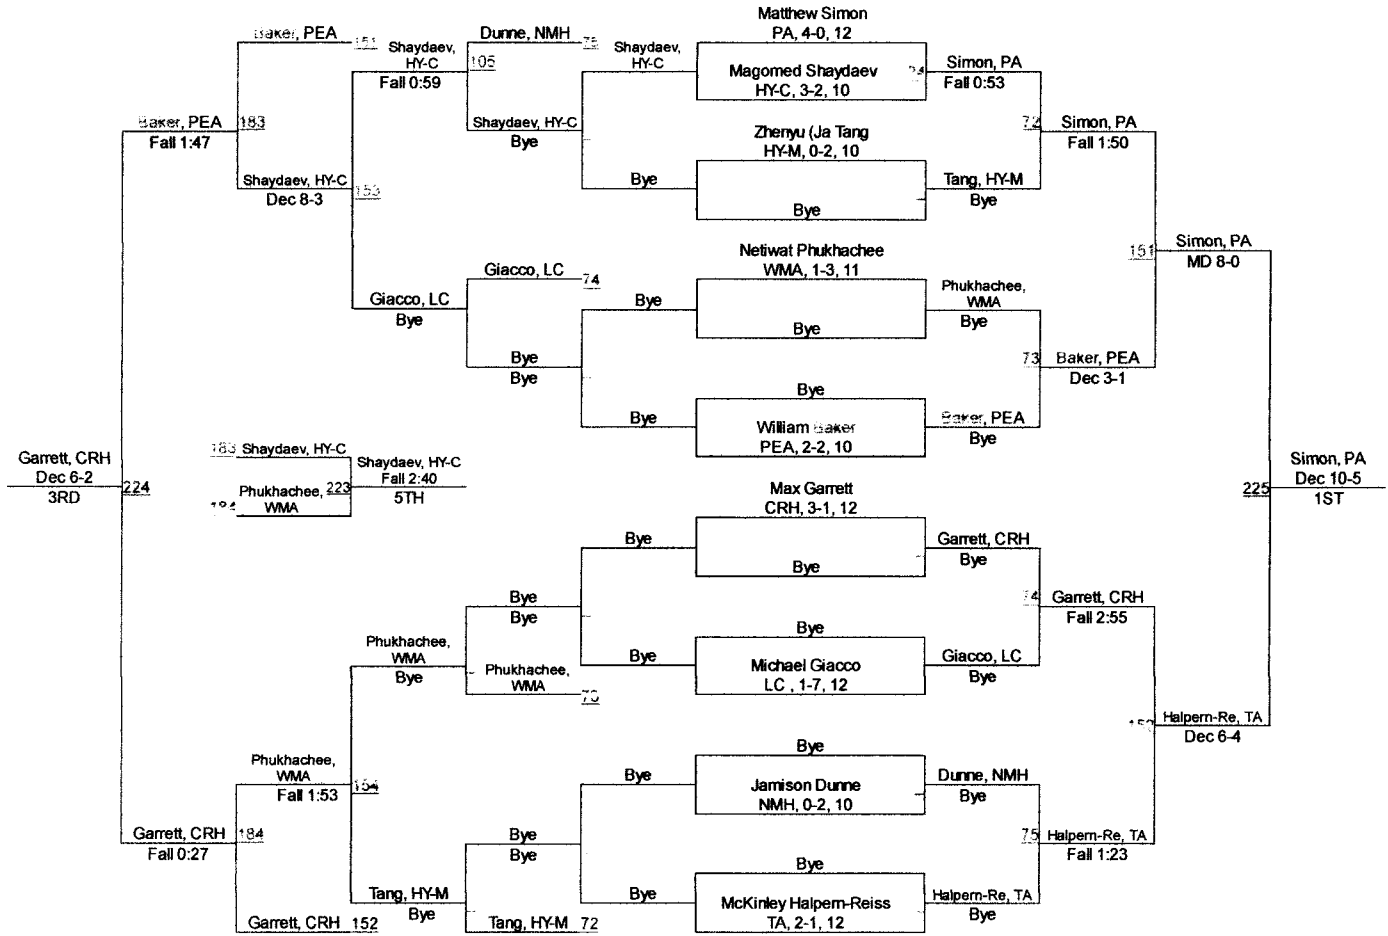 Matthew Simon
PA, 4-0, 12
Baker, PEA
151
Shaydaev,
HY-C
Fall 0:59
Dunne, NMH
75
105
Shaydaev,
HY-C
Magomed Shaydaev
HY-C, 3-2, 10
Simon, PA
Fall 0:53
Baker, PEA
Fall 1:47
183
Shaydaev, HY-C
Bye
Zhenyu (Ja Tang
HY-M, 0-2, 10
72
Simon, PA
Fall 1:50
Shaydaev, HY-C
Dec 8-3
153
Bye
Bye
Tang, HY-M
Bye
Netiwat Phukhachee
WMA, 1-3, 11
151
Simon, PA
MD 8-0
Giacco, LC
74
Giacco, LC
Bye
Bye
Bye
Phukhachee,
WMA
Bye
Bye
Bye
73
Baker, PEA
Dec 3-1
Bye
Bye
William Baker
PEA, 2-2, 10
Baker, PEA
Bye
Garrett, CRH
Dec 6-2
3RD
224
183
Shaydaev, HY-C
184
Phukhachee,
WMA
223
Shaydaev, HY-C
Fall 2:40
5TH
225
Simon, PA
Dec 10-5
1ST
Max Garrett
CRH, 3-1, 12
Bye
Bye
Garrett, CRH
Bye
Bye
Bye
74
Garrett, CRH
Fall 2:55
Phukhachee,
WMA
Bye
Phukhachee,
WMA
73
Bye
Bye
Michael Giacco
LC , 1-7, 12
Giacco, LC
Bye
152
Halpern-Re, TA
Dec 6-4
Phukhachee,
WMA
Fall 1:53
154
Bye
Bye
Jamison Dunne
NMH, 0-2, 10
Dunne, NMH
Bye
Garrett, CRH
Fall 0:27
184
Bye
Bye
75
Halpern-Re, TA
Fall 1:23
Tang, HY-M
Bye
Bye
Bye
McKinley Halpern-Reiss
TA, 2-1, 12
Halpern-Re, TA
Bye
Garrett, CRH
152
Tang, HY-M
72